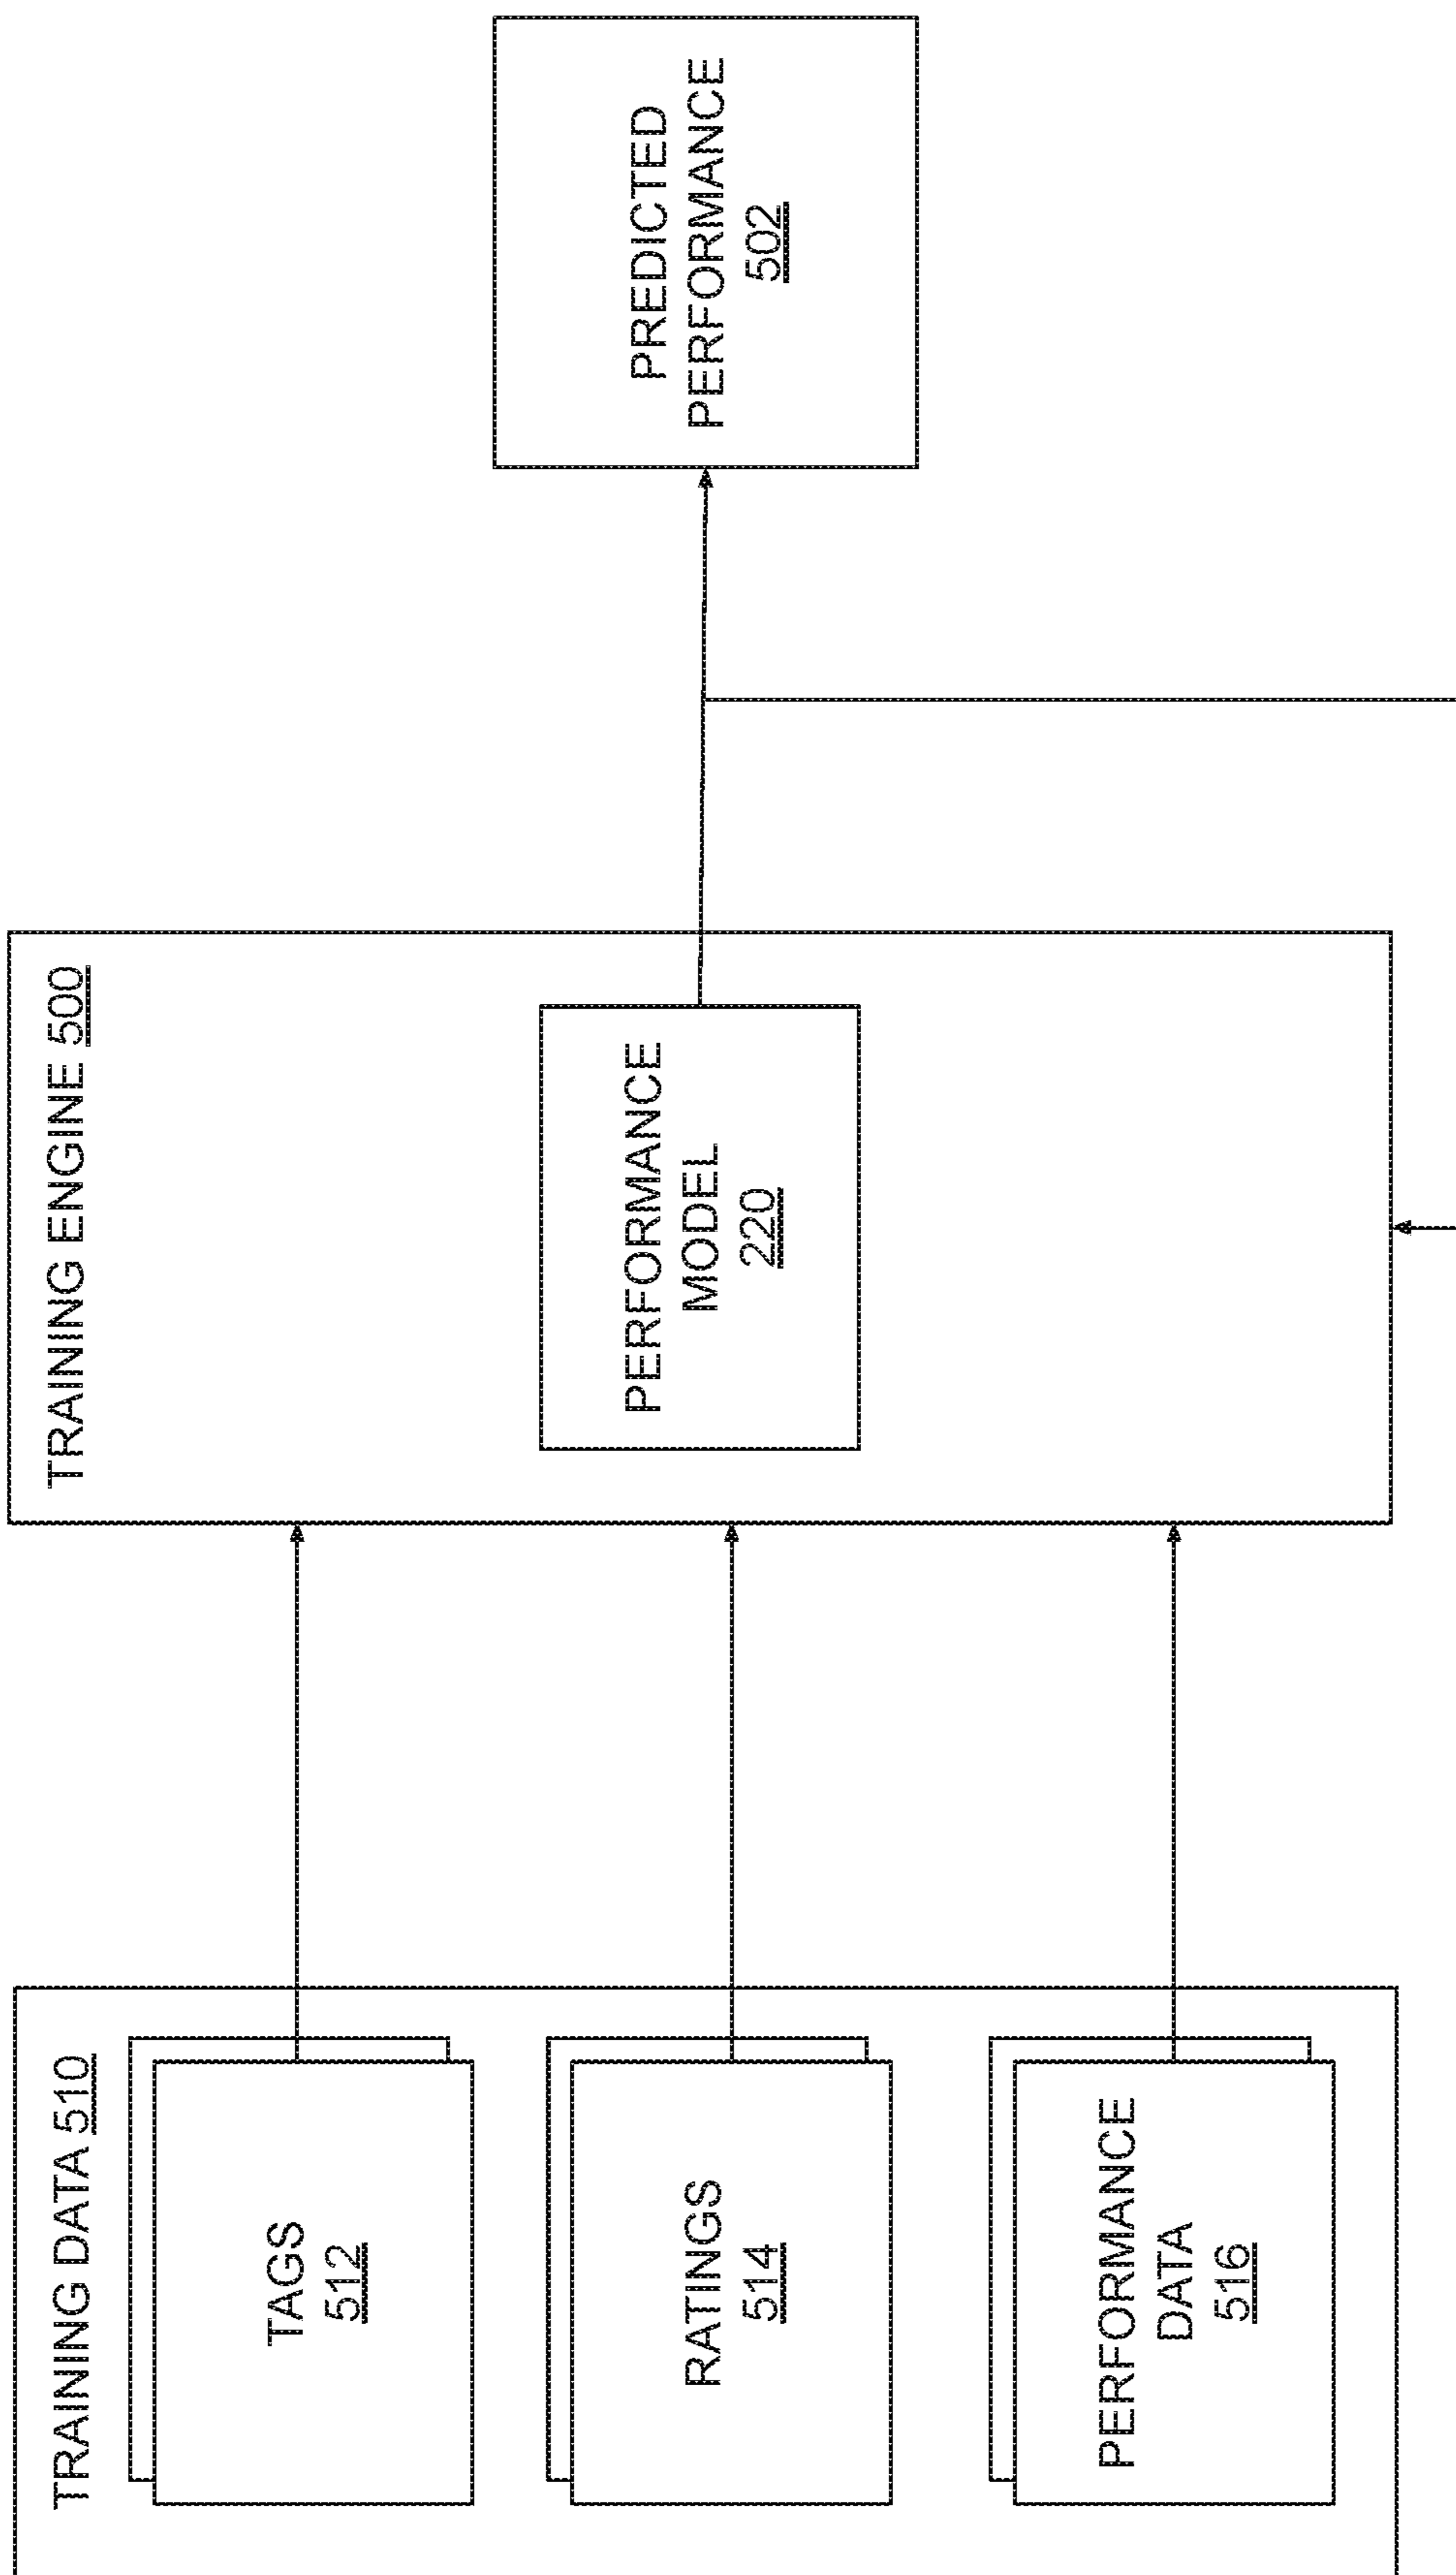 TRAINING DATA 510
TAGS
512
RATINGS
514
PERFORMANCE
DATA
516
TRAINING ENGINE 500
PERFORMANCE
MODEL
220
PREDICTED
PERFORMANCE
502